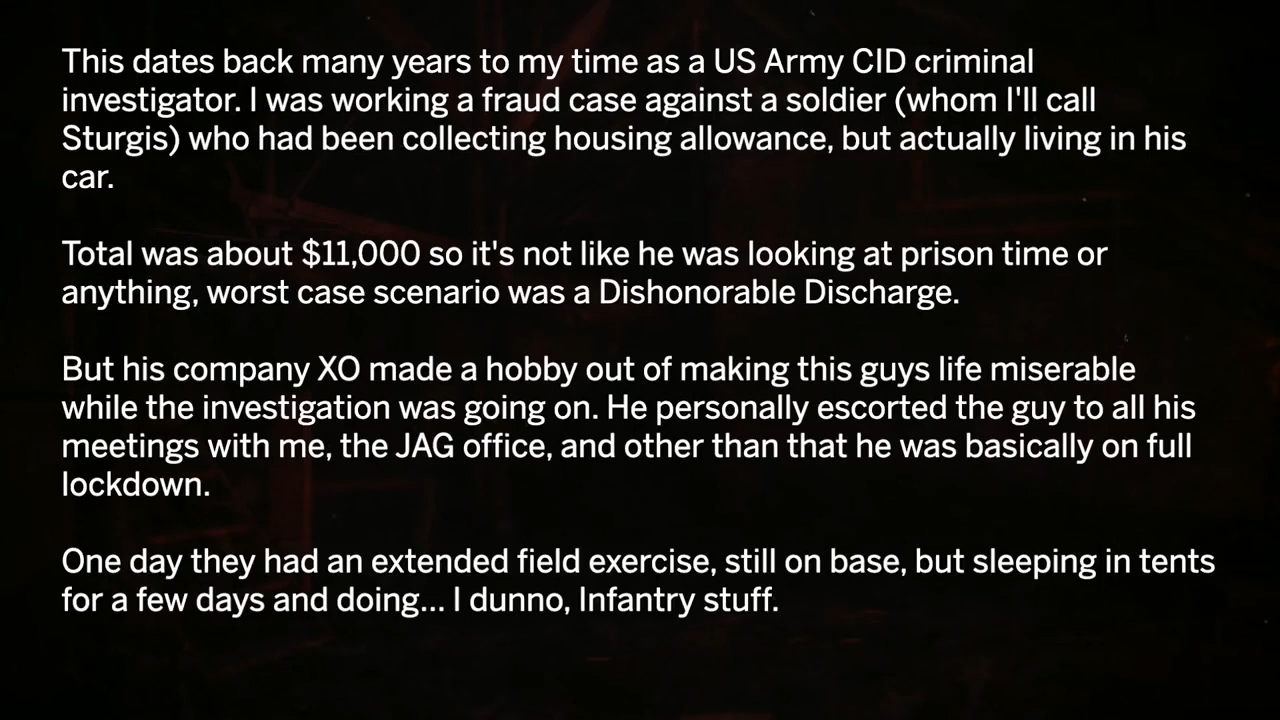 This dates back many years to my time as a US Army CID criminal
investigator. I was working a fraud case against a soldier (whom I'll call
Sturgis) who had been collecting housing allowance, but actually living in his
car.
Total was about $11,000 so it's not like he was looking at prison time or
anything, worst case scenario was a Dishonorable Discharge.
But his company XO made a hobby out of making this guys life miserable
while the investigation was going on. He personally escorted the guy to all his
meetings with me, the JAG office, and other than that he was basically on full
lockdown.
One day they had an extended field exercise, still on base, but sleeping in tents
for a few days and doing... I dunno, Infantry stuff.